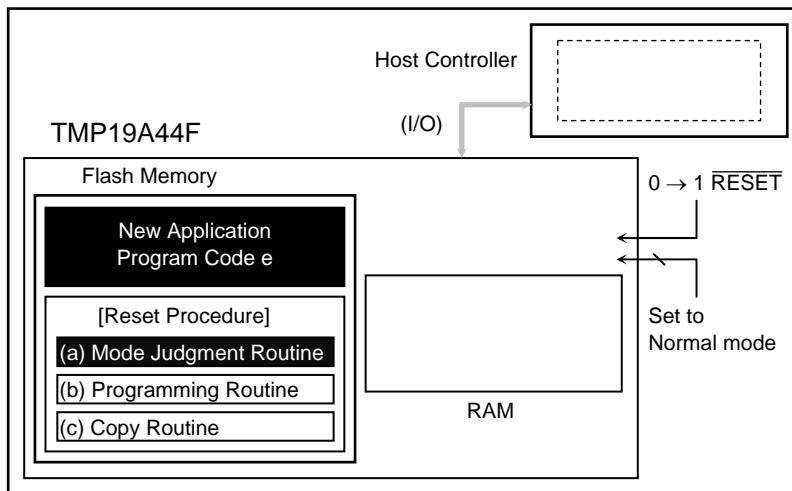 Host Controller
(I/O)
TMP19A44F
Flash Memory
0 → 1 RESET
New Application
Program Code e
[Reset Procedure]
(a) Mode Judgment Routine
(b) Programming Routine
(c) Copy Routine
Set to
Normal mode
RAM